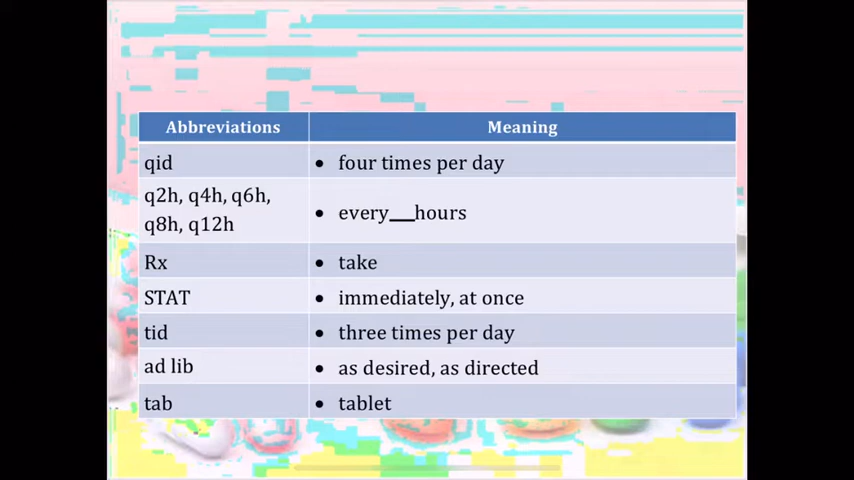 Abbreviations Meaning
qid • four times per day
q2h, q4h, q6h,
q8h, q12h • every___hours
Rx • take
STAT • immediately, at once
tid • three times per day
ad lib • as desired, as directed
tab • tablet